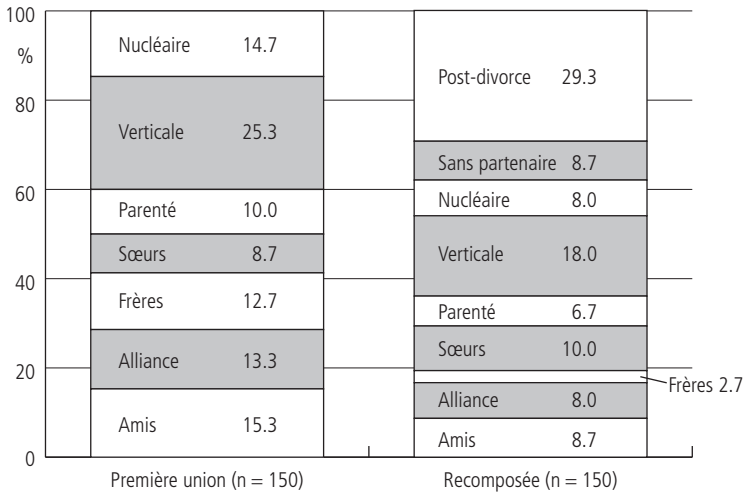 100
%
80
60
40
20
0
Nucléaire 14.7
Verticale 25.3
Parenté 10.0
Sœurs 8.7
Frères 12.7
Alliance 13.3
Amis 15.3
Première union (n = 150)
Post-divorce 29.3
Sans partenaire 8.7
Nucléaire 8.0
Verticale 18.0
Parenté 6.7
Sœurs 10.0
Frères 2.7
Alliance 8.0
Amis 8.7
Recomposée (n = 150)